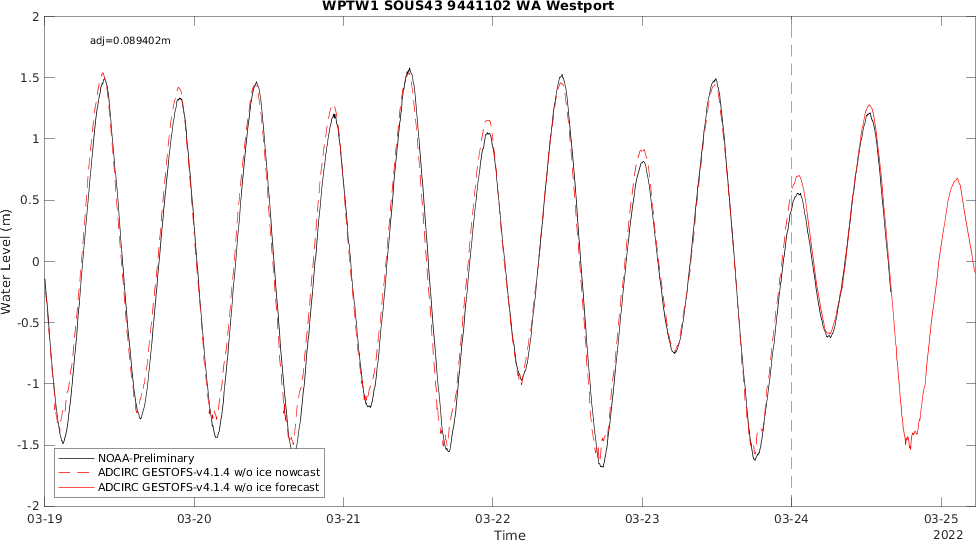 WPTW1 SOUS43 9441102 WA Westport
adj=0.089402m
2
1.5
1
0.5
0
-0.5
-1
-1.5
-2
Water Level (m)
NOAA-Preliminary
ADCIRC GESTOFS-v4.1.4 w/o ice nowcast
ADCIRC GESTOFS-v4.1.4 w/o ice forecast
03-19 03-20 03-21 03-22 03-23 03-24 03-25
Time
2022